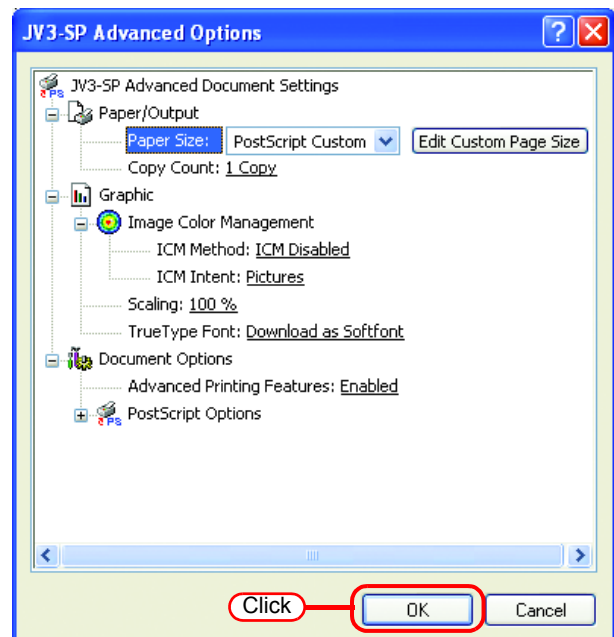 JV3-SP Advanced Options
JV3-SP Advanced Document Settings
Paper/Output
Paper Size: PostScript Custom Edit Custom Page Size
Copy Count: 1 Copy
Graphic
Image Color Management
ICM Method: ICM Disabled
ICM Intent: Pictures
Scaling: 100 %
TrueType Font: Download as Softfont
Document Options
Advanced Printing Features: Enabled
PS PostScript Options
Click OK Cancel